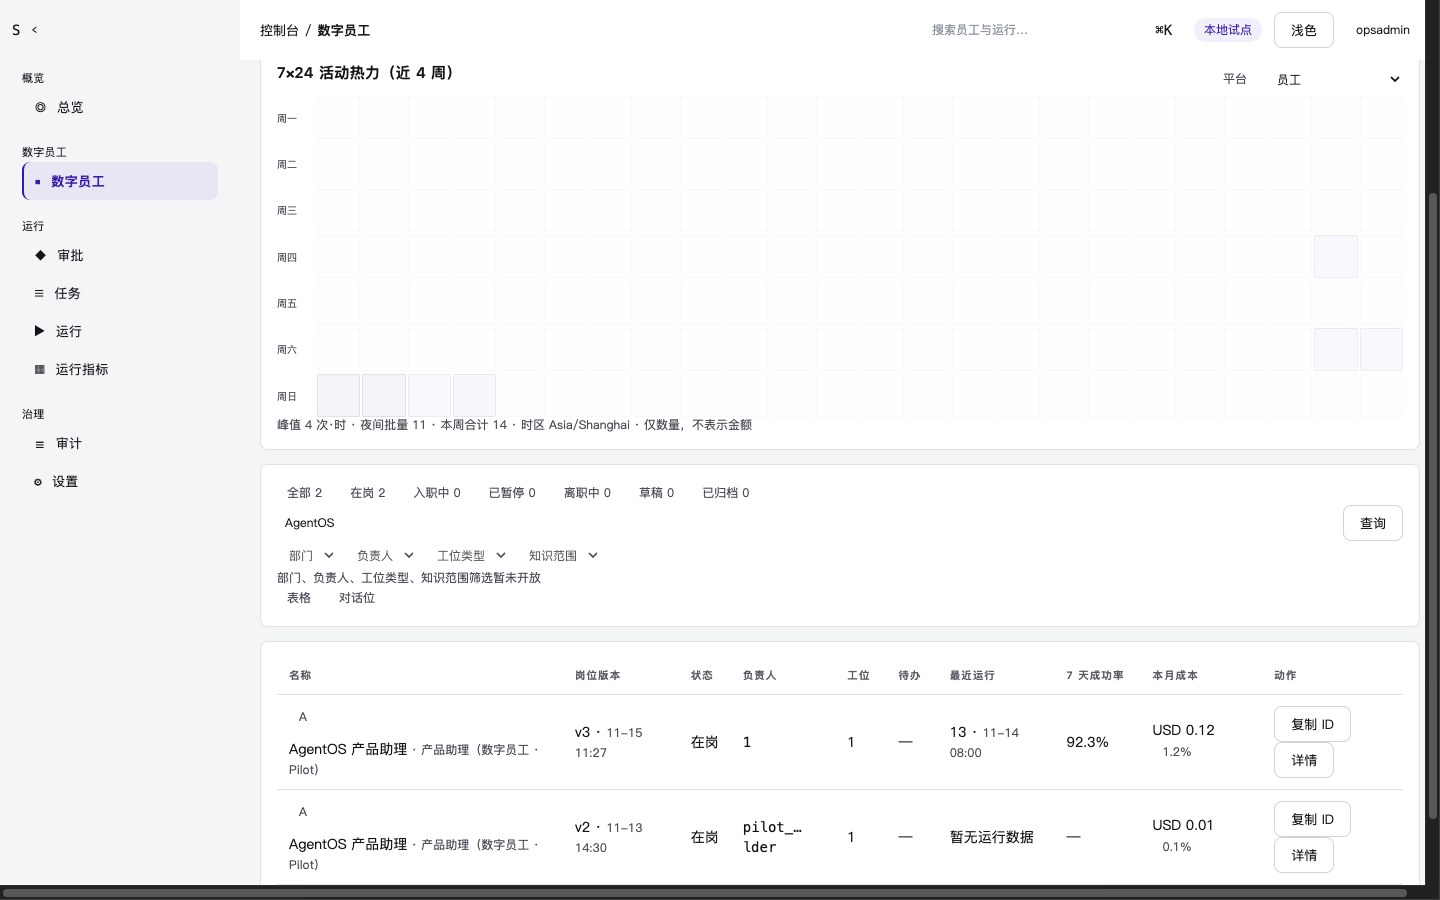 S <
控制台 / 数字员工
搜索员工与运行…
⌘K
本地试点
浅色
opsadmin
概览
总览
数字员工
数字员工
运行
审批
任务
运行
运行指标
治理
审计
设置
7×24 活动热力（近 4 周）
平台
员工
周一
周二
周三
周四
周五
周六
周日
峰值 4 次·时 · 夜间批量 11 · 本周合计 14 · 时区 Asia/Shanghai · 仅数量，不表示金额
全部 2 在岗 2 入职中 0 已暂停 0 离职中 0 草稿 0 已归档 0
AgentOS
查询
部门 负责人 工位类型 知识范围
部门、负责人、工位类型、知识范围筛选暂未开放
表格 对话位
名称 岗位版本 状态 负责人 工位 待办 最近运行 7 天成功率 本月成本 动作
A
AgentOS 产品助理 · 产品助理（数字员工 ·
Pilot）
v3 · 11–15
11:27
在岗
1
1
—
13 · 11–14
08:00
92.3%
USD 0.12
1.2%
复制 ID
详情
A
AgentOS 产品助理 · 产品助理（数字员工 ·
Pilot）
v2 · 11–13
14:30
在岗
pilot_…
lder
1
—
暂无运行数据
—
USD 0.01
0.1%
复制 ID
详情